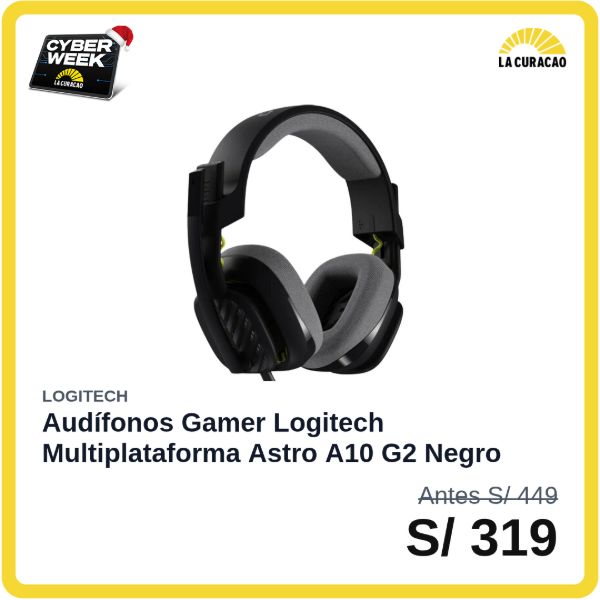 CYBER
WEEK
LA CURACAO
LA CURACAO
LOGITECH
Audífonos Gamer Logitech
Multiplataforma Astro A10 G2 Negro
Antes S/ 449
S/ 319